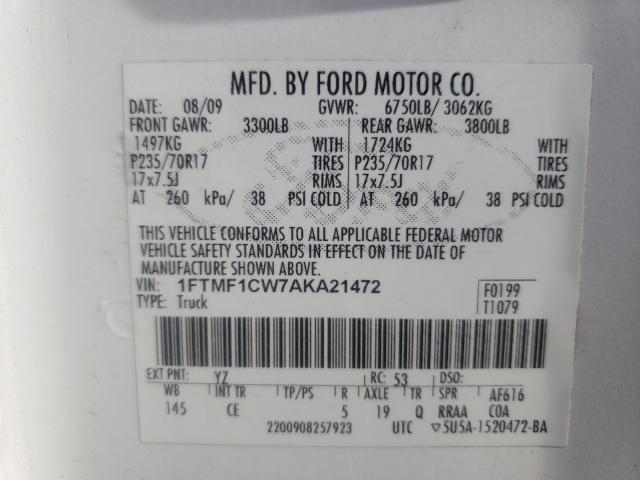 MFD. BY FORD MOTOR CO.
DATE: 08/09 GVWR: 6750LB/ 3062KG
FRONT GAWR: 3300LB REAR GAWR: 3800LB
1497KG WITH 1724KG WITH
P235/70R17 TIRES P235/70R17 TIRES
17x7.5J RIMS 17x7.5J RIMS
AT 260 kPa/ 38 PSI COLD AT 260 kPa/ 38 PSI COLD
THIS VEHICLE CONFORMS TO ALL APPLICABLE FEDERAL MOTOR
VEHICLE SAFETY STANDARDS IN EFFECT ON THE DATE OF
MANUFACTURE SHOWN ABOVE.
VIN: 1FTMF1CW7AKA21472 F0199
TYPE: Truck T1079
EXT PNT: YZ RC: 53 DSO:
WB INT TR TP/PS R AXLE TR SPR AF616
145 CE 5 19 Q RRAA COA
2200908257923 UTC ▽5U5A-1520472-BA